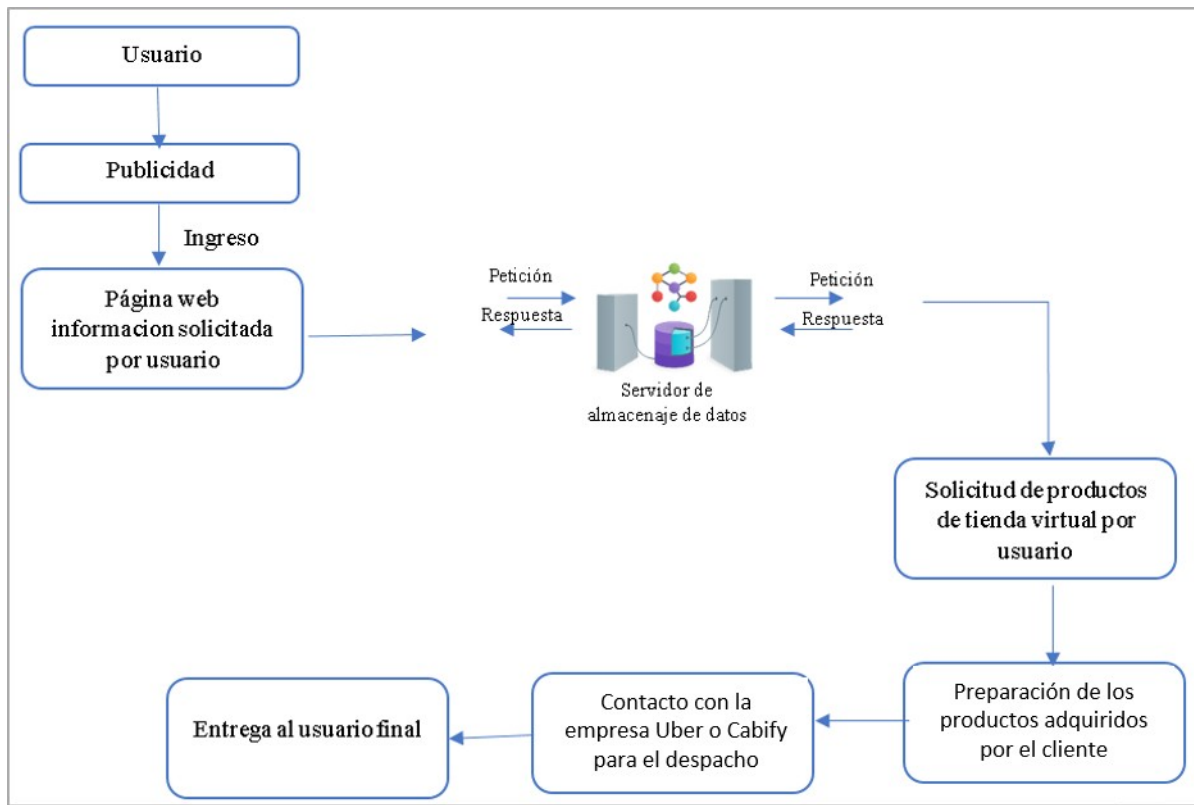 Usuario
Publicidad
Ingreso
Página web
informacion solicitada
por usuario
Petición
Respuesta
Servidor de
almacenaje de datos
Petición
Respuesta
Solicitud de productos
de tienda virtual por
usuario
Preparación de los
productos adquiridos
por el cliente
Contacto con la
empresa Uber o Cabify
para el despacho
Entrega al usuario final